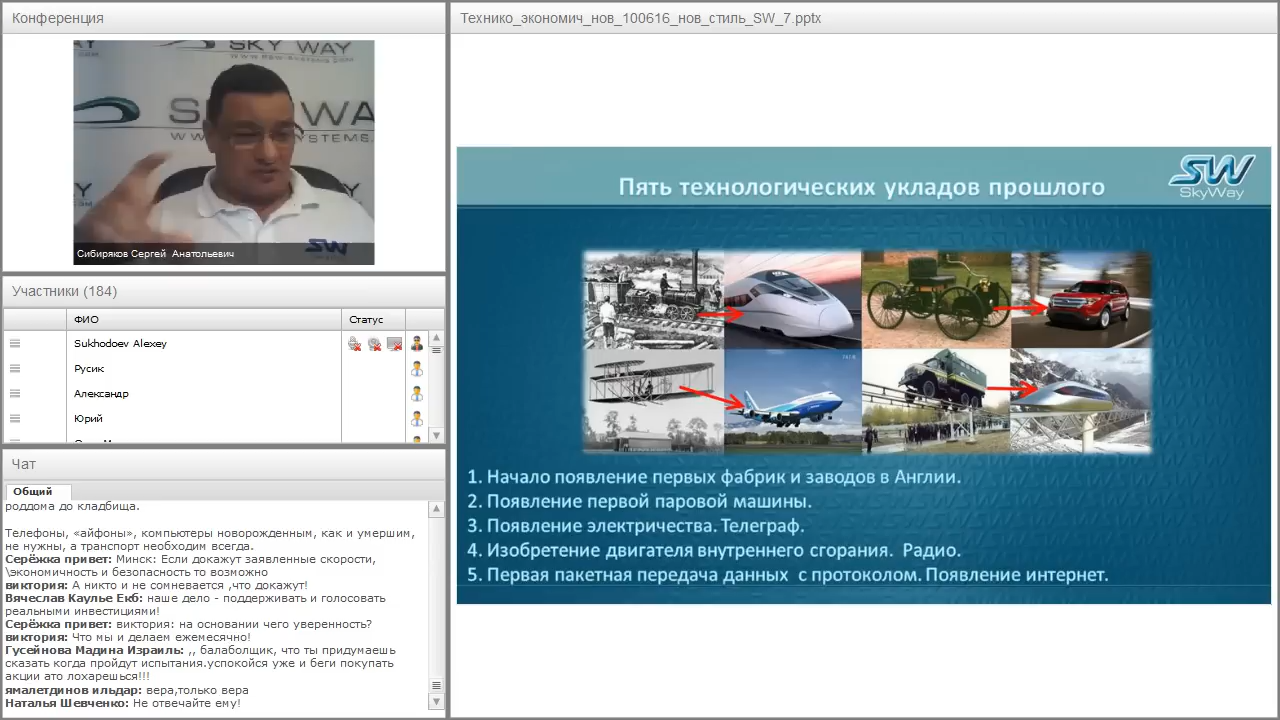 Конференция
SKY WAY
SKY WAY
Сибиряков Сергей Анатольевич
SW
Участники (184)
ФИО
Статус
Sukhodoev Alexey
Русик
Александр
Юрий
Чат
Общий
роддома до кладбища.
Телефоны, «айфоны», компьютеры новорожденным, как и умершим,
не нужны, а транспорт необходим всегда.
Серёжка привет: Минск: Если докажут заявленные скорости,
\экономичность и безопасность то возможно
виктория: А никто и не сомневается ,что докажут!
Вячеслав Каулье Екб: наше дело - поддерживать и голосовать
реальными инвестициями!
Серёжка привет: виктория: на основании чего уверенность?
виктория: Что мы и делаем ежемесячно!
Гусейнова Мадина Израиль: ,, балаболщик, что ты придумаешь
сказать когда пройдут испытания.успокойся уже и беги покупать
акции ато лохарешься!!!
ямалетдинов ильдар: вера,только вера
Наталья Шевченко: Не отвечайте ему!
Технико_экономич_нов_100616_нов_стиль_SW_7.pptx
Пять технологических укладов прошлого
SW
SkyWay
1. Начало появление первых фабрик и заводов в Англии.
2. Появление первой паровой машины.
3. Появление электричества. Телеграф.
4. Изобретение двигателя внутреннего сгорания. Радио.
5. Первая пакетная передача данных с протоколом. Появление интернет.